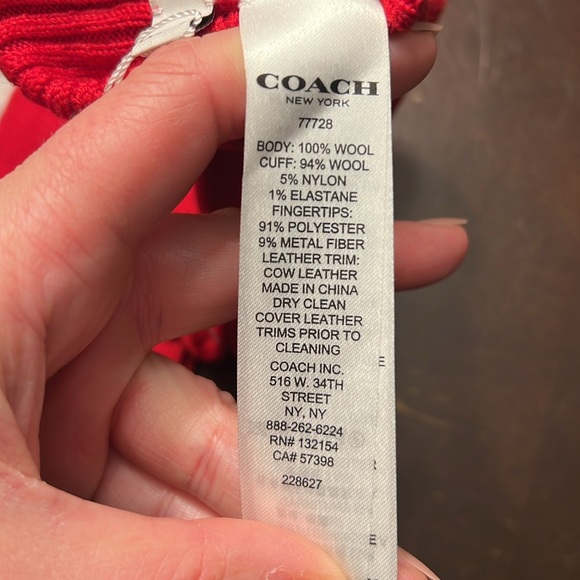 COACH
NEW YORK
77728
BODY: 100% WOOL
CUFF: 94% WOOL
5% NYLON
1% ELASTANE
FINGERTIPS:
91% POLYESTER
9% METAL FIBER
LEATHER TRIM:
COW LEATHER
MADE IN CHINA
DRY CLEAN
COVER LEATHER
TRIMS PRIOR TO
CLEANING
COACH INC.
516 W. 34TH
STREET
NY, NY
888-262-6224
RN# 132154
CA# 57398
228627